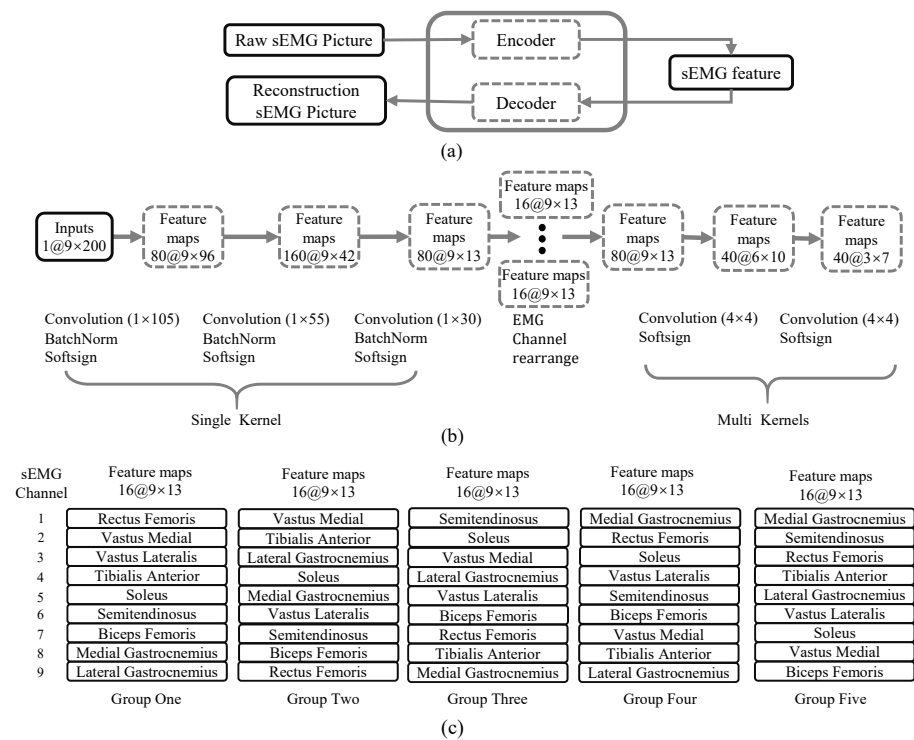 Raw sEMG Picture
Encoder
sEMG feature
Reconstruction
sEMG Picture
Decoder
(a)
Inputs
1@9×200
Feature
maps
80@9×96
Feature
maps
160@9×42
Feature
maps
80@9×13
Feature maps
16@9×13
Feature maps
16@9×13
Feature
maps
80@9×13
Feature
maps
40@6×10
Feature
maps
40@3×7
Convolution (1×105)
BatchNorm
Softsign
Convolution (1×55)
BatchNorm
Softsign
Convolution (1×30)
BatchNorm
Softsign
EMG
Channel
rearrange
Convolution (4×4)
Softsign
Convolution (4×4)
Softsign
Single Kernel
Multi Kernels
(b)
sEMG
Channel
Feature maps
16@9×13
Feature maps
16@9×13
Feature maps
16@9×13
Feature maps
16@9×13
Feature maps
16@9×13
1 Rectus Femoris Vastus Medial Semitendinosus Medial Gastrocnemius Medial Gastrocnemius
2 Vastus Medial Tibialis Anterior Soleus Rectus Femoris Semitendinosus
3 Vastus Lateralis Lateral Gastrocnemius Vastus Medial Soleus Rectus Femoris
4 Tibialis Anterior Soleus Lateral Gastrocnemius Vastus Lateralis Tibialis Anterior
5 Soleus Medial Gastrocnemius Vastus Lateralis Semitendinosus Lateral Gastrocnemius
6 Semitendinosus Vastus Lateralis Biceps Femoris Biceps Femoris Vastus Lateralis
7 Biceps Femoris Semitendinosus Rectus Femoris Vastus Medial Soleus
8 Medial Gastrocnemius Biceps Femoris Tibialis Anterior Tibialis Anterior Vastus Medial
9 Lateral Gastrocnemius Rectus Femoris Medial Gastrocnemius Lateral Gastrocnemius Biceps Femoris
Group One Group Two Group Three Group Four Group Five
(c)